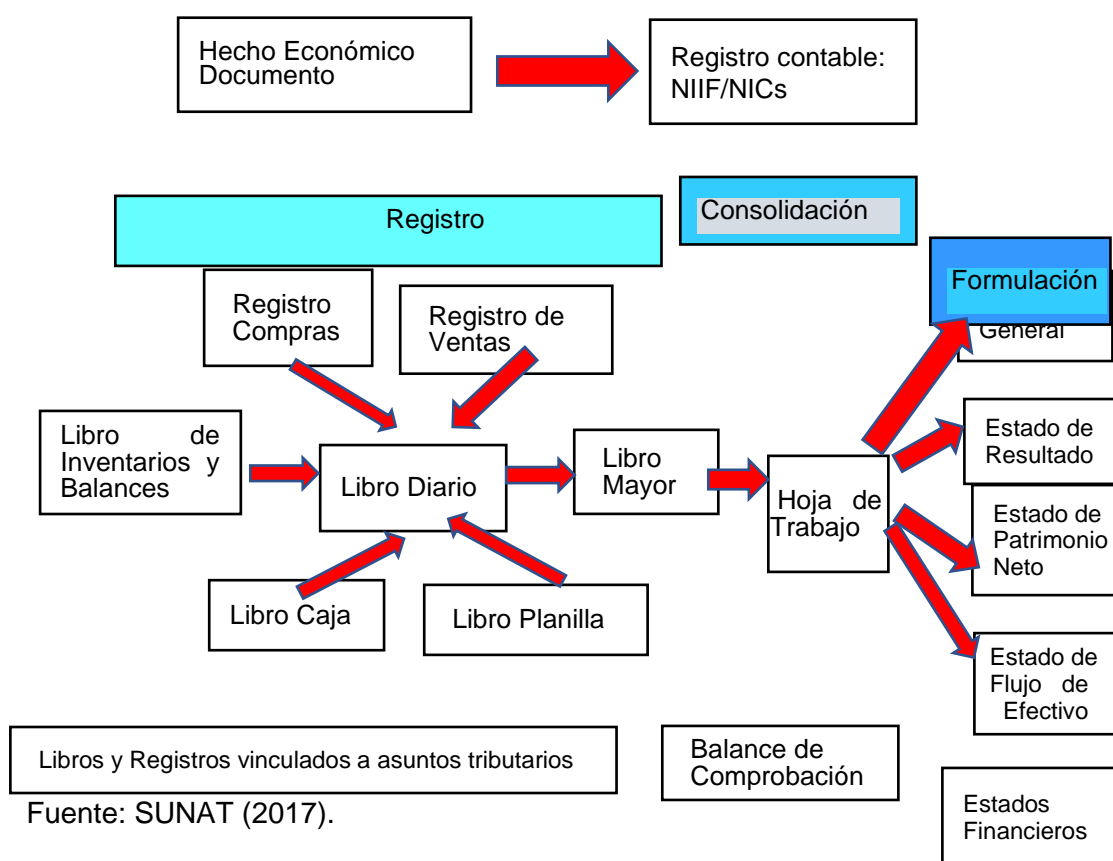 Hecho Económico
Documento
Registro contable:
NIIF/NICs
Registro
Consolidación
Formulación
General
Registro
Compras
Registro de
Ventas
Libro de
Inventarios y
Balances
Libro Diario
Libro
Mayor
Hoja de
Trabajo
Estado de
Resultado
Estado de
Patrimonio
Neto
Libro Caja
Libro Planilla
Estado de
Flujo de
Efectivo
Libros y Registros vinculados a asuntos tributarios
Balance de
Comprobación
Estados
Financieros
Fuente: SUNAT (2017).